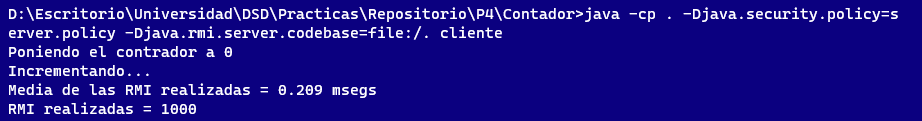 D:\Escritorio\Universidad\DSD\Practicas\Repositorio\P4\Contador>java -cp . -Djava.security.policy=s
erver.policy -Djava.rmi.server.codebase=file:/. cliente
Poniendo el contrador a 0
Incrementando...
Media de las RMI realizadas = 0.209 msegs
RMI realizadas = 1000